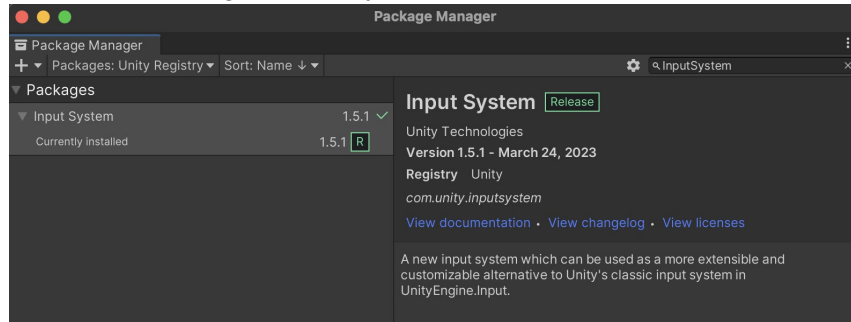 Package Manager
Package Manager
Packages: Unity Registry Sort: Name ↓ InputSystem
Packages
Input System 1.5.1
Currently installed 1.5.1 R
Input System Release
Unity Technologies
Version 1.5.1 - March 24, 2023
Registry Unity
com.unity.inputsystem
View documentation • View changelog • View licenses
A new input system which can be used as a more extensible and
customizable alternative to Unity's classic input system in
UnityEngine.Input.